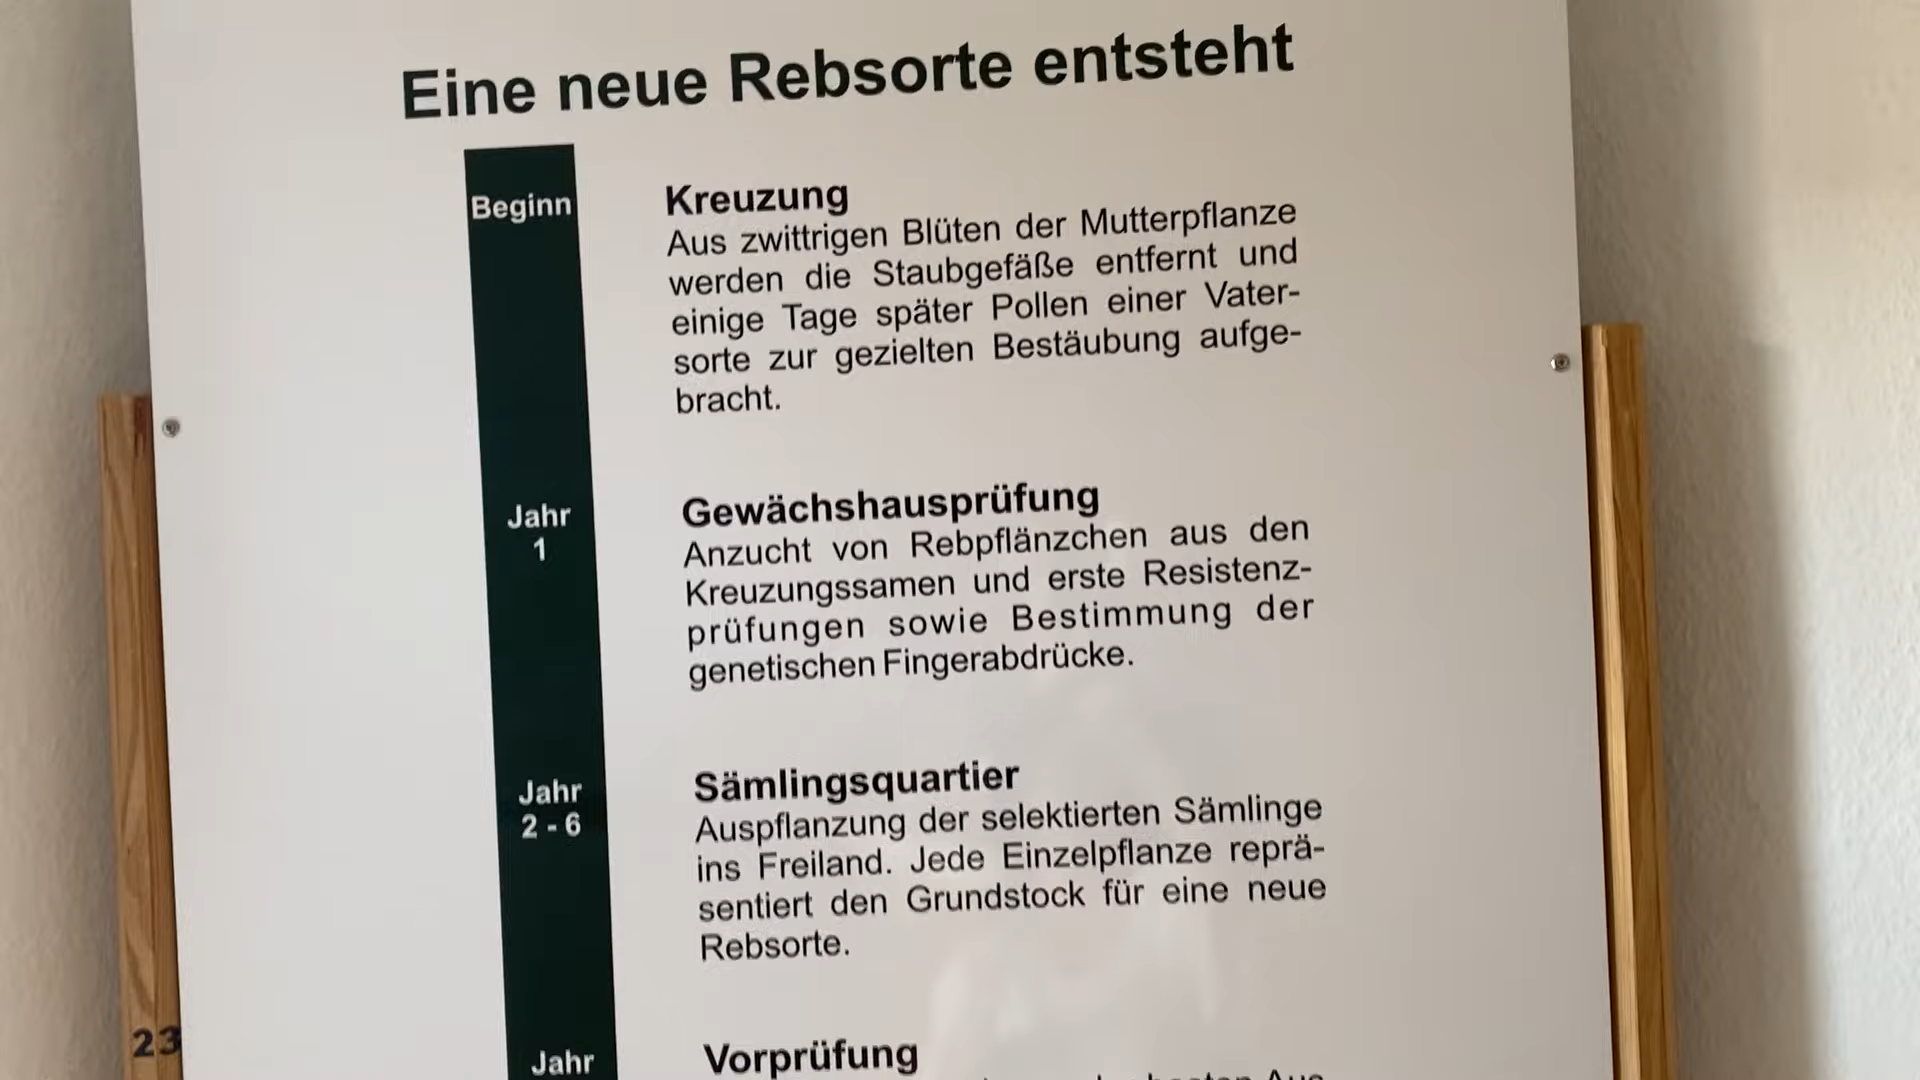 Eine neue Rebsorte entsteht
Beginn
Kreuzung
Aus zwittrigen Blüten der Mutterpflanze
werden die Staubgefäße entfernt und
einige Tage später Pollen einer Vater-
sorte zur gezielten Bestäubung aufge-
bracht.
Jahr
1
Gewächshausprüfung
Anzucht von Rebpflänzchen aus den
Kreuzungssamen und erste Resistenz-
prüfungen sowie Bestimmung der
genetischen Fingerabdrücke.
Jahr
2 - 6
Sämlingsquartier
Auspflanzung der selektierten Sämlinge
ins Freiland. Jede Einzelpflanze reprä-
sentiert den Grundstock für eine neue
Rebsorte.
Jahr
Vorprüfung
23